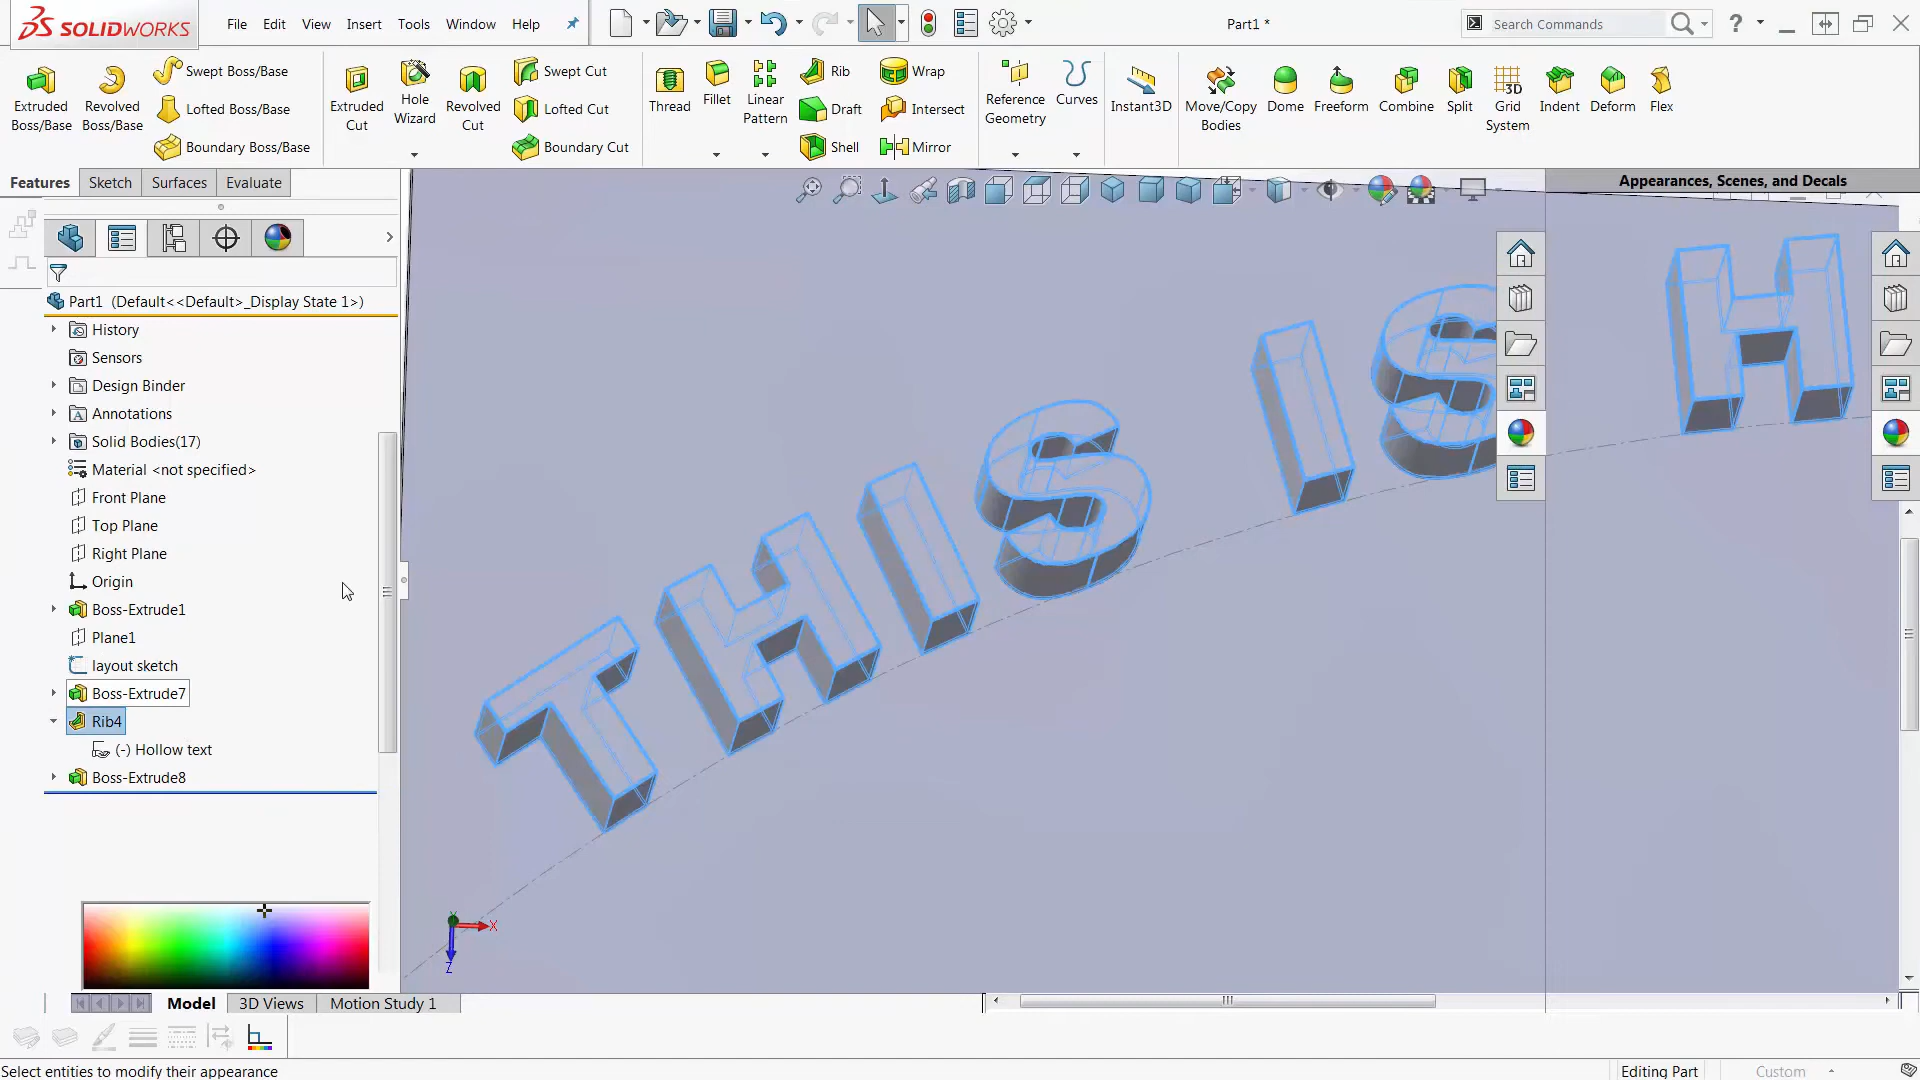 SOLIDWORKS
File Edit View Insert Tools Window Help
Part1 *
Search Commands
Extruded Boss/Base
Revolved Boss/Base
Swept Boss/Base
Lofted Boss/Base
Boundary Boss/Base
Extruded Cut
Hole Wizard
Revolved Cut
Swept Cut
Lofted Cut
Boundary Cut
Thread
Fillet
Linear Pattern
Rib
Draft
Shell
Wrap
Intersect
Mirror
Reference Geometry
Curves
Instant3D
Move/Copy Bodies
Dome
Freeform
Combine
Split
Grid System
Indent
Deform
Flex
Features Sketch Surfaces Evaluate
Appearances, Scenes, and Decals
Part1 (Default<<Default>_Display State 1>)
History
Sensors
Design Binder
Annotations
Solid Bodies(17)
Material <not specified>
Front Plane
Top Plane
Right Plane
Origin
Boss-Extrude1
Plane1
layout sketch
Boss-Extrude7
Rib4
(-) Hollow text
Boss-Extrude8
THIS IS H
X
Y
Z
Model 3D Views Motion Study 1
Select entities to modify their appearance
Editing Part
Custom